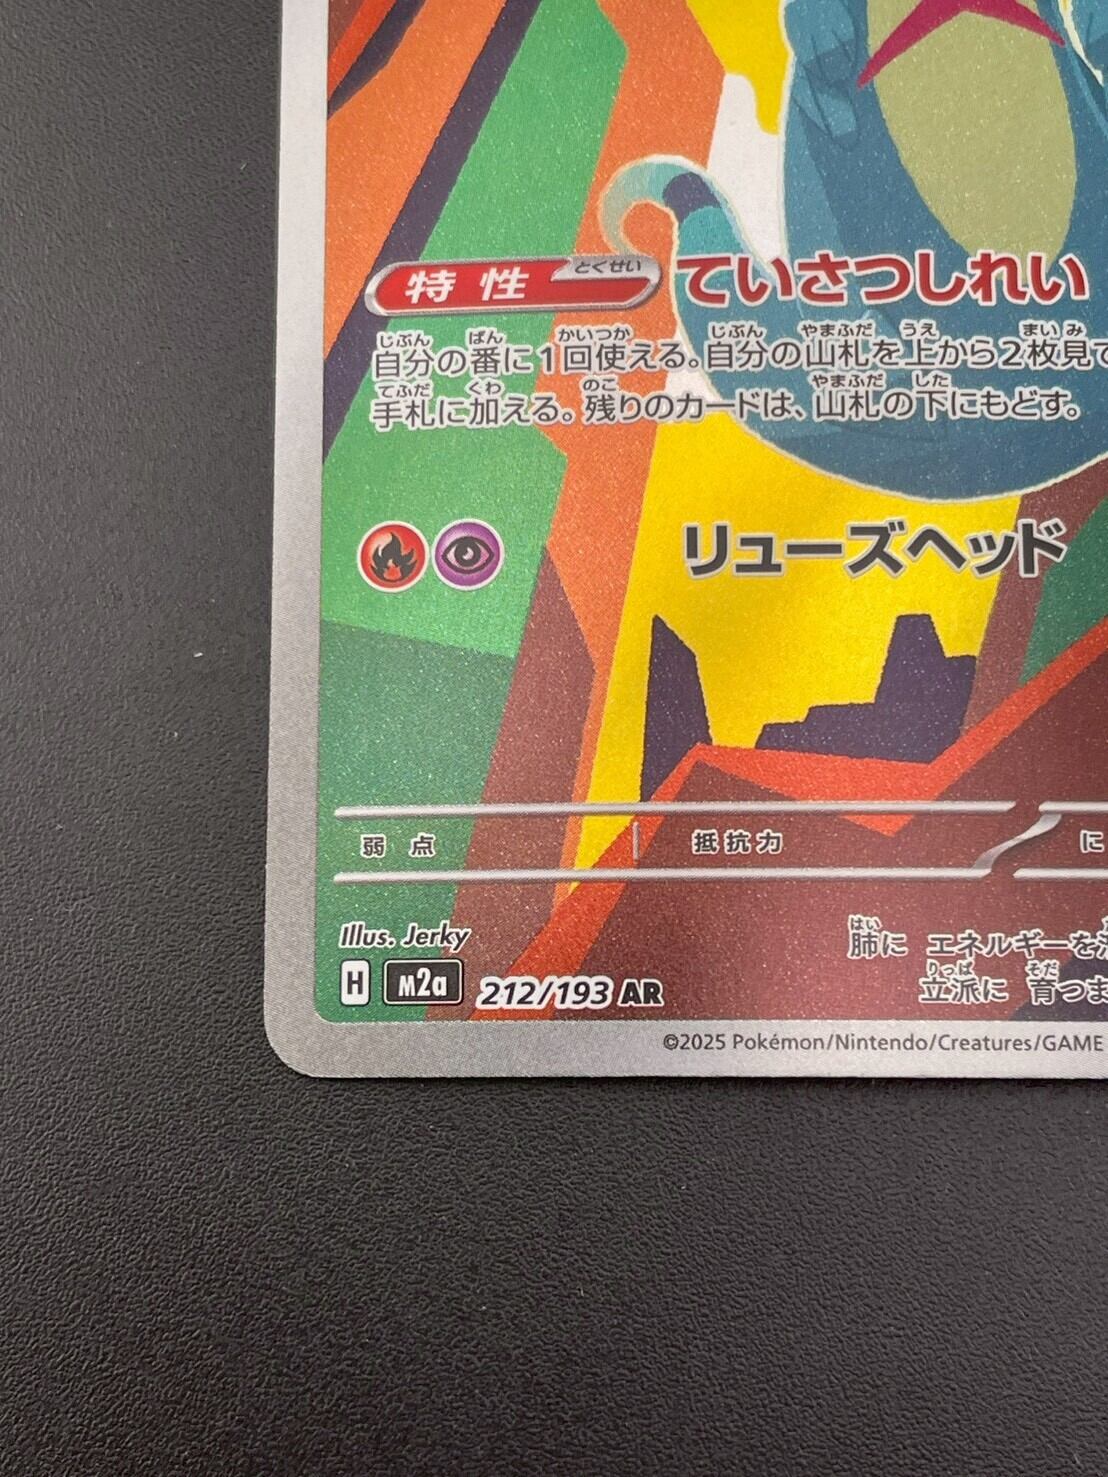 特性 とくせい ていさつしれい
じぶん ばん かいつか じぶん やまふだ うえ まいみ
自分の番に1回使える。自分の山札を上から2枚見て
てふだ くわ のこ やまふだ した
手札に加える。残りのカードは、山札の下にもどす。
リューズヘッド
弱点 抵抗力 に
Illus. Jerky
はい
肺に エネルギーを
H M2a 212/193 AR
りっぱ そだ
立派に 育つま
©2025 Pokémon/Nintendo/Creatures/GAME